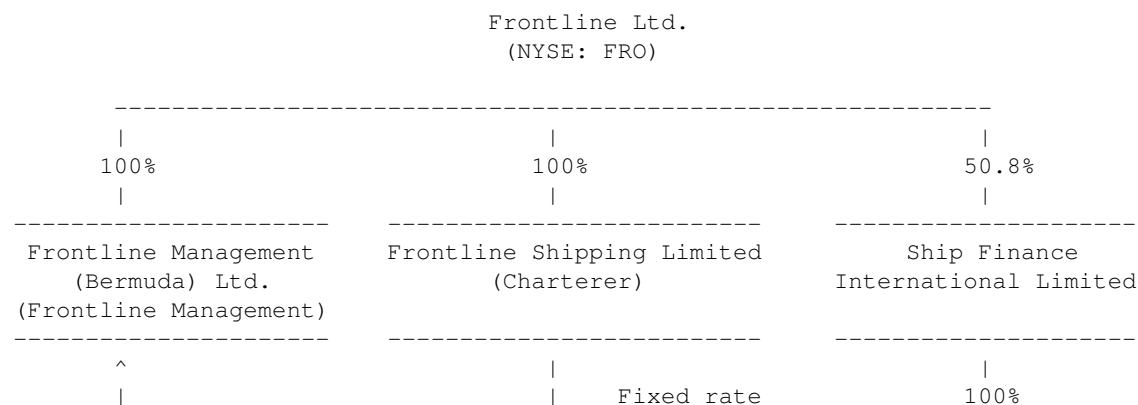 Frontline Ltd.
(NYSE: FRO)
-------------------------------------------------------------
| | |
100% 100% 50.8%
| | |
---------------------- -------------------------- ---------------------
Frontline Management Frontline Shipping Limited Ship Finance
(Bermuda) Ltd. (Charterer) International Limited
(Frontline Management)
---------------------- -------------------------- ---------------------
^ | |
| | Fixed rate 100%